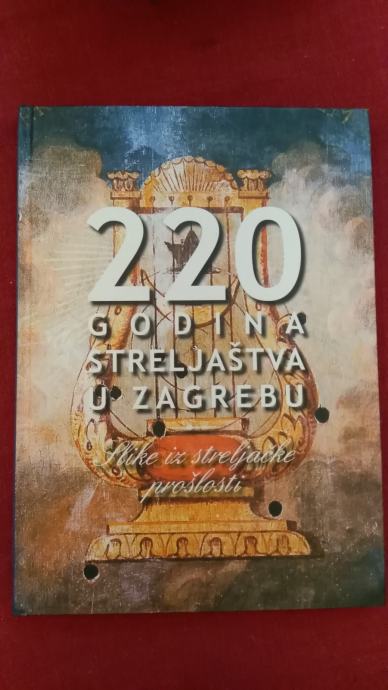 220
GODINA
STRELJAŠTVA
U ZAGREBU
Slike iz streljačke
prošlosti